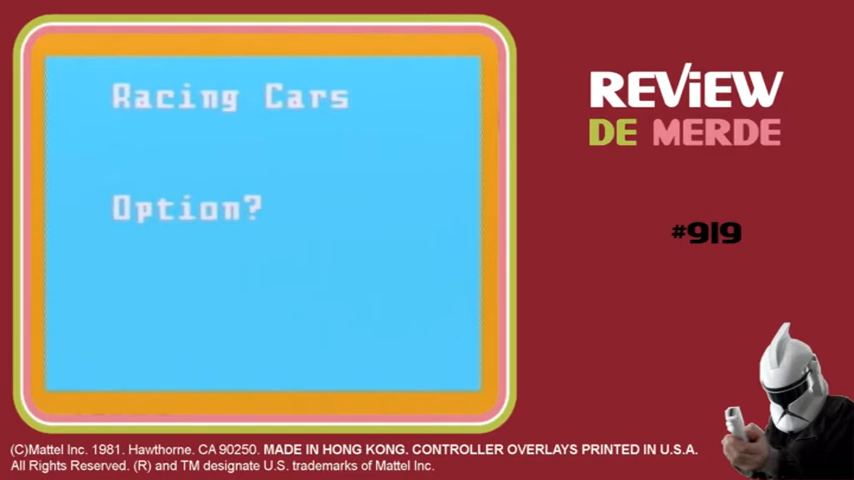 Racing Cars
Option?
REViEW
DE MERDE
#919
(C)Mattel Inc. 1981. Hawthorne. CA 90250. MADE IN HONG KONG. CONTROLLER OVERLAYS PRINTED IN U.S.A.
All Rights Reserved. (R) and TM designate U.S. trademarks of Mattel Inc.